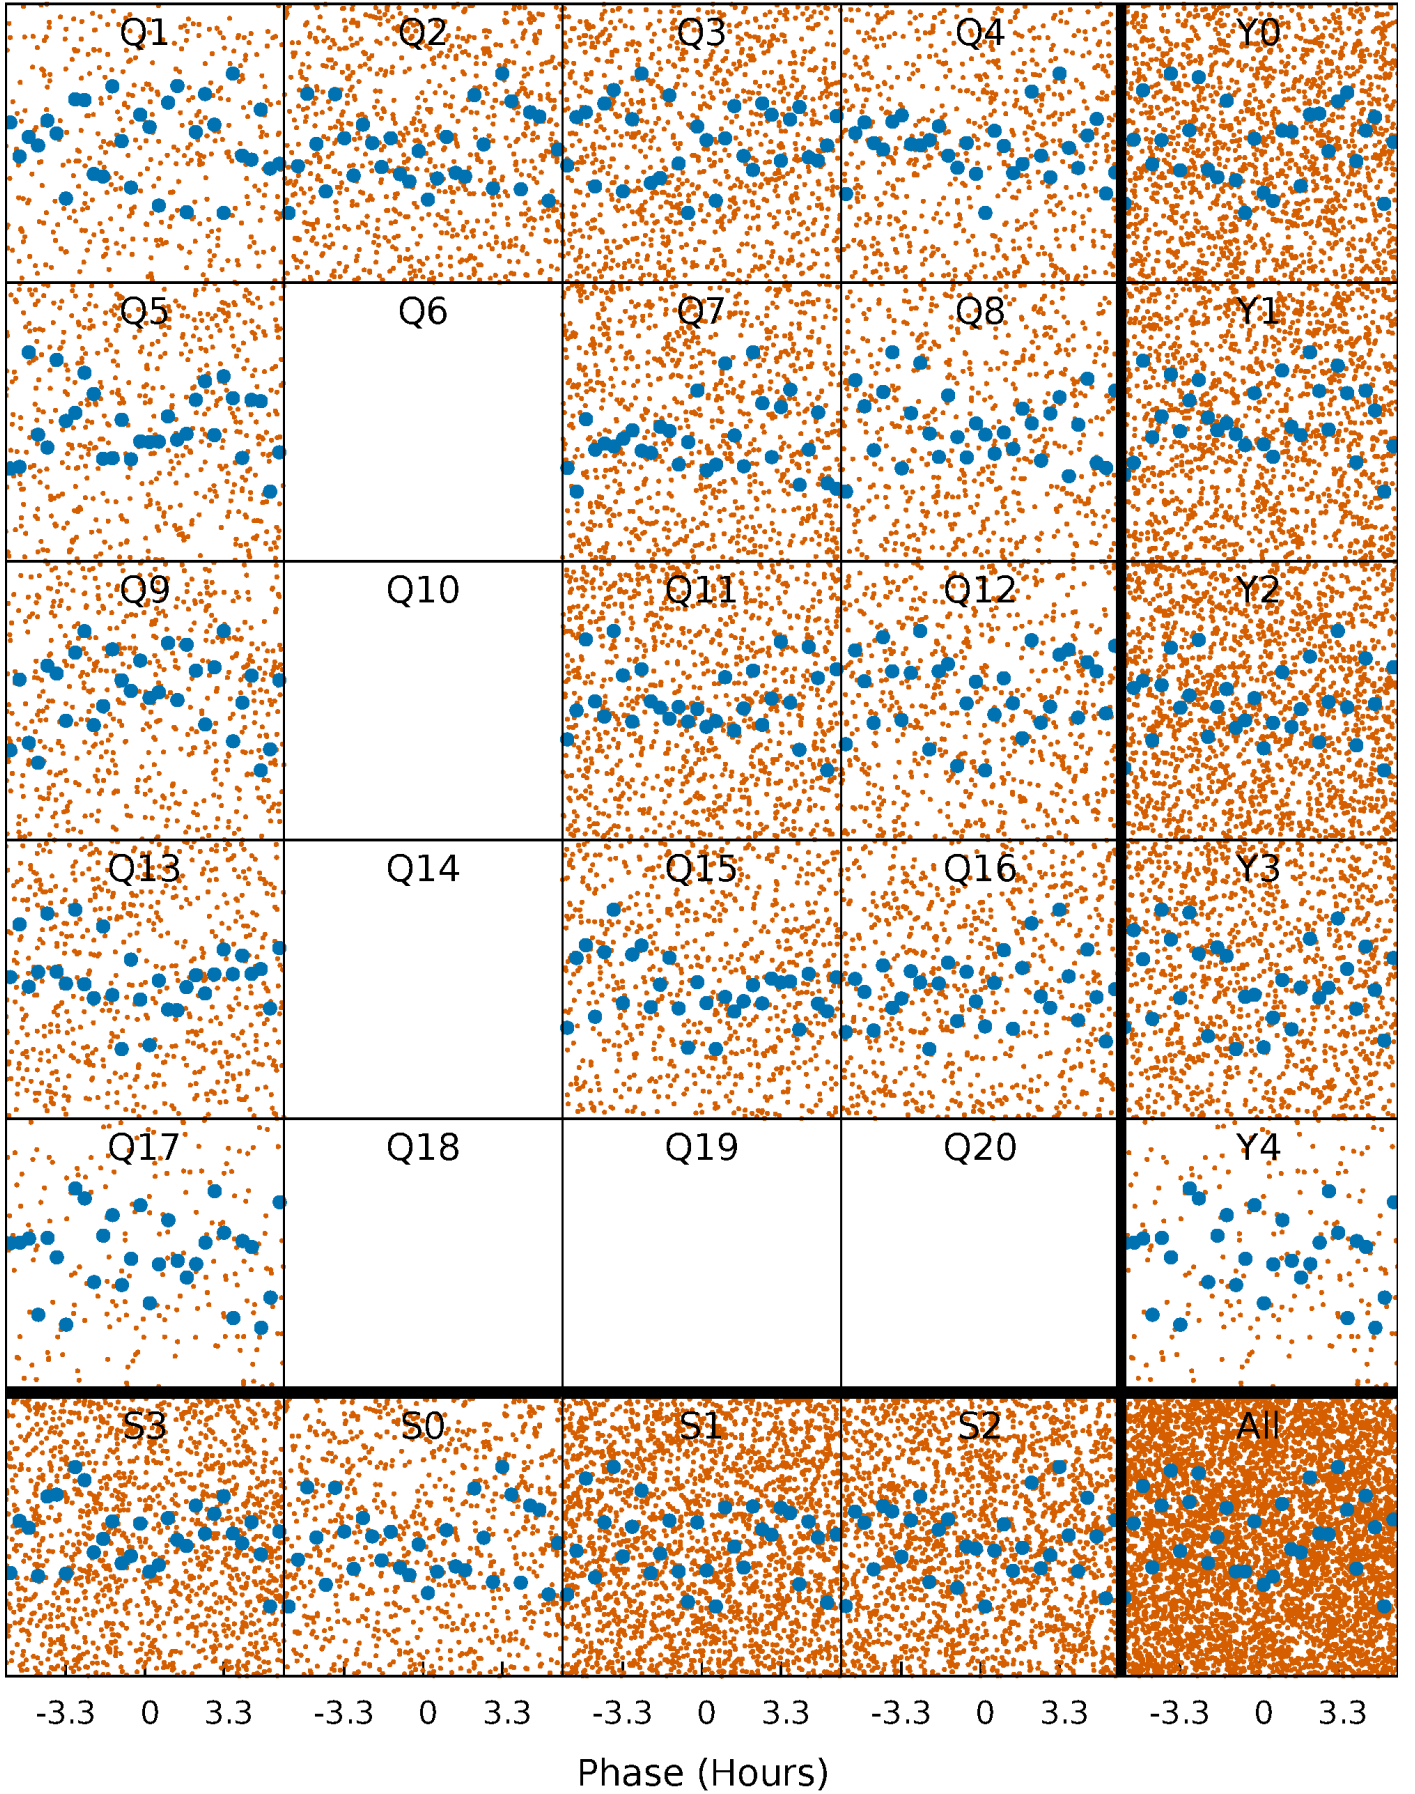 Q1 Q2 Q3 Q4 Y0
Q5 Q6 Q7 Q8 Y1
Q9 Q10 Q11 Q12 Y2
Q13 Q14 Q15 Q16 Y3
Q17 Q18 Q19 Q20 Y4
S3 S0 S1 S2 All
-3.3 0 3.3 -3.3 0 3.3 -3.3 0 3.3 -3.3 0 3.3 -3.3 0 3.3
Phase (Hours)